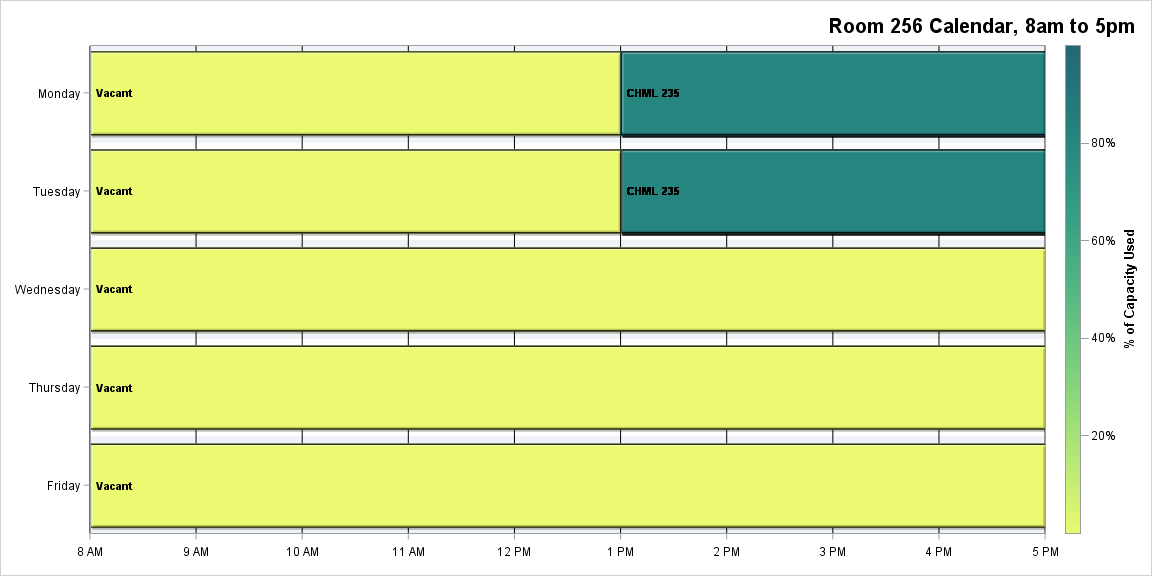 Room 256 Calendar, 8am to 5pm
Monday
Vacant
CHML 235
Tuesday
Vacant
CHML 235
Wednesday
Vacant
Thursday
Vacant
Friday
Vacant
8 AM 9 AM 10 AM 11 AM 12 PM 1 PM 2 PM 3 PM 4 PM 5 PM
80%
60%
40%
20%
% of Capacity Used